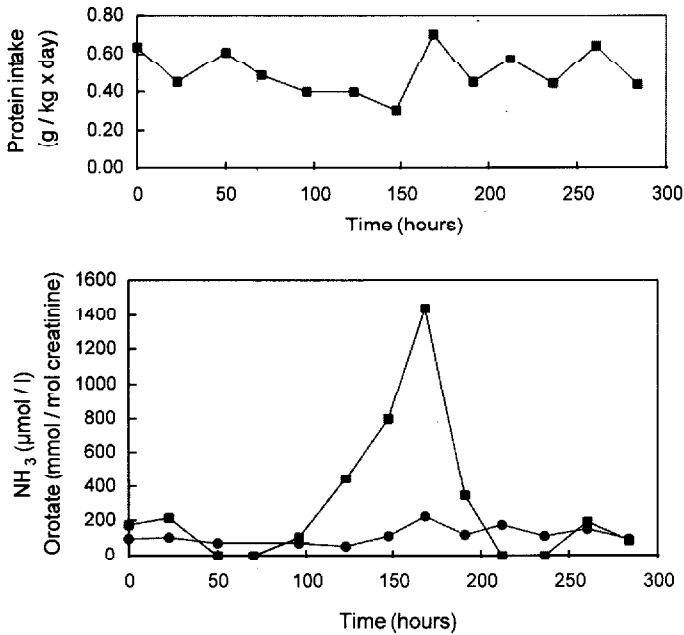 Protein intake
(g / kg x day)
0.80
0.60
0.40
0.20
0.00
0 50 100 150 200 250 300
Time (hours)
NH3 (µmol / l)
Orotate (mmol / mol creatinine)
1600
1400
1200
1000
800
600
400
200
0
0 50 100 150 200 250 300
Time (hours)